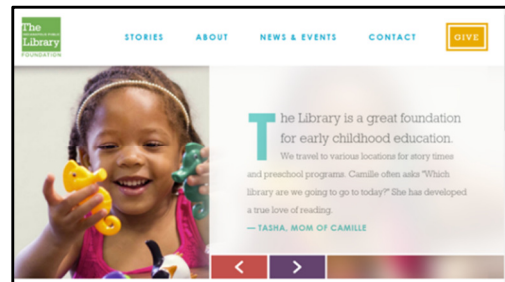 The
Library
FOUNDATION
STORIES
ABOUT
NEWS & EVENTS
CONTACT
GIVE
The Library is a great foundation
for early childhood education.
We travel to various locations for story times
and preschool programs. Camille often asks "Which
library are we going to go to today?" She has developed
a true love of reading.
— TASHA, MOM OF CAMILLE